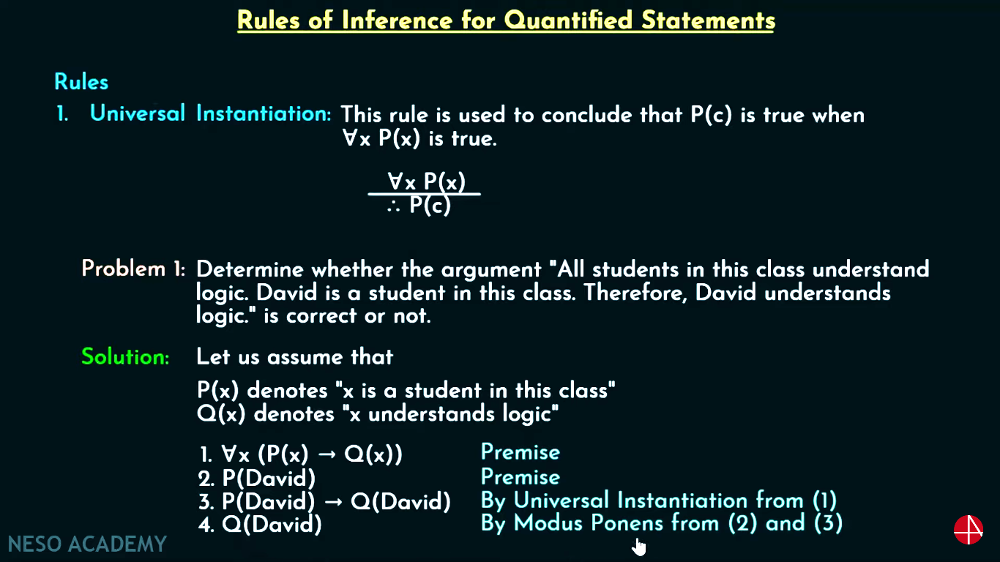 Rules of Inference for Quantified Statements
Rules
1. Universal Instantiation: This rule is used to conclude that P(c) is true when
∀x P(x) is true.
∀x P(x)
∴ P(c)
Problem 1: Determine whether the argument "All students in this class understand
logic. David is a student in this class. Therefore, David understands
logic." is correct or not.
Solution: Let us assume that
P(x) denotes "x is a student in this class"
Q(x) denotes "x understands logic"
1. ∀x (P(x) → Q(x)) Premise
2. P(David) Premise
3. P(David) → Q(David) By Universal Instantiation from (1)
4. Q(David) By Modus Ponens from (2) and (3)
NESO ACADEMY